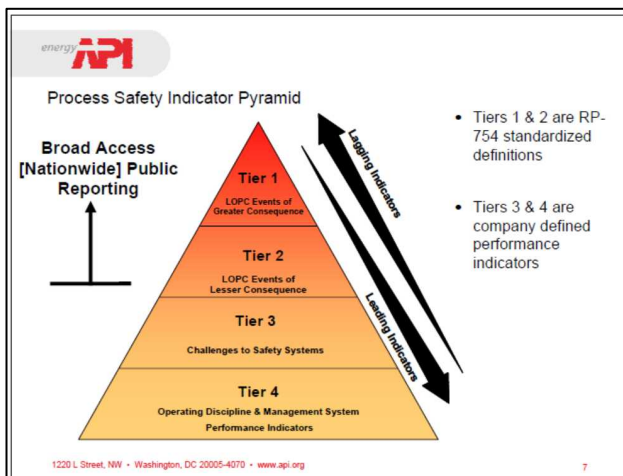 energy API
Process Safety Indicator Pyramid
Broad Access
[Nationwide] Public
Reporting
Tier 1
LOPC Events of
Greater Consequence
Tier 2
LOPC Events of
Lesser Consequence
Tier 3
Challenges to Safety Systems
Tier 4
Operating Discipline & Management System
Performance Indicators
Lagging Indicators
Leading Indicators
• Tiers 1 & 2 are RP-
754 standardized
definitions
• Tiers 3 & 4 are
company defined
performance
indicators
1220 L Street, NW • Washington, DC 20005-4070 • www.api.org
7